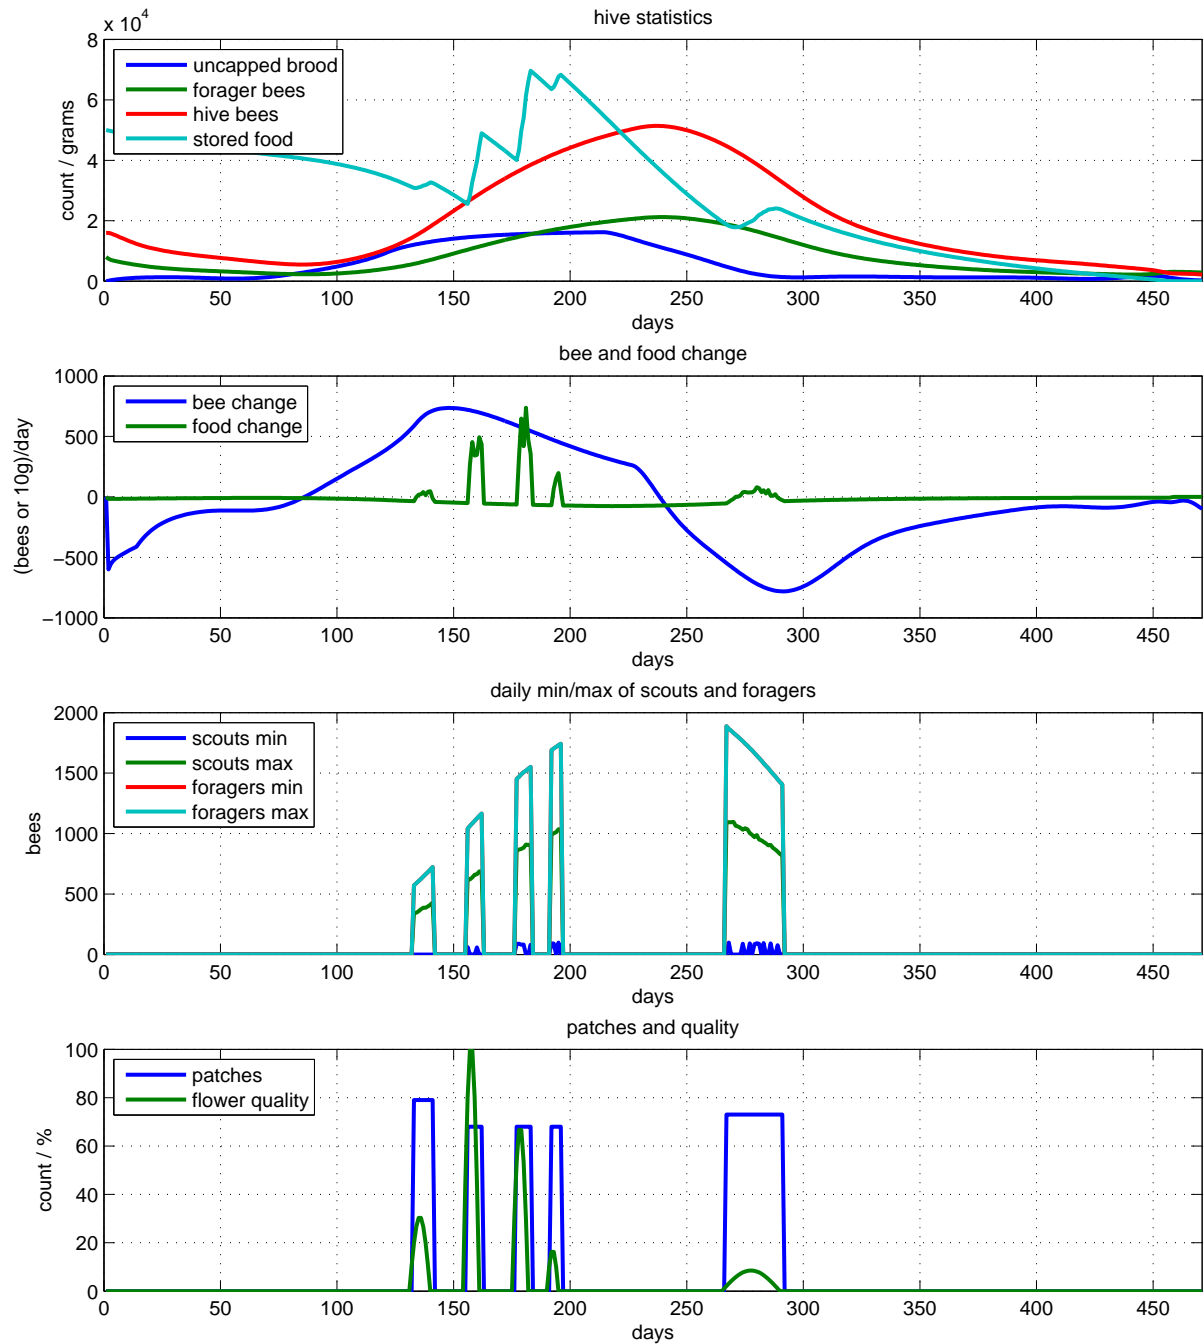 hive statistics
x 10^4
8
6
4
2
0
count / grams
uncapped brood
forager bees
hive bees
stored food
0 50 100 150 200 250 300 350 400 450
days
bee and food change
1000
500
0
−500
−1000
(bees or 10g)/day
bee change
food change
0 50 100 150 200 250 300 350 400 450
days
daily min/max of scouts and foragers
2000
1500
1000
500
0
bees
scouts min
scouts max
foragers min
foragers max
0 50 100 150 200 250 300 350 400 450
days
patches and quality
100
80
60
40
20
0
count / %
patches
flower quality
0 50 100 150 200 250 300 350 400 450
days